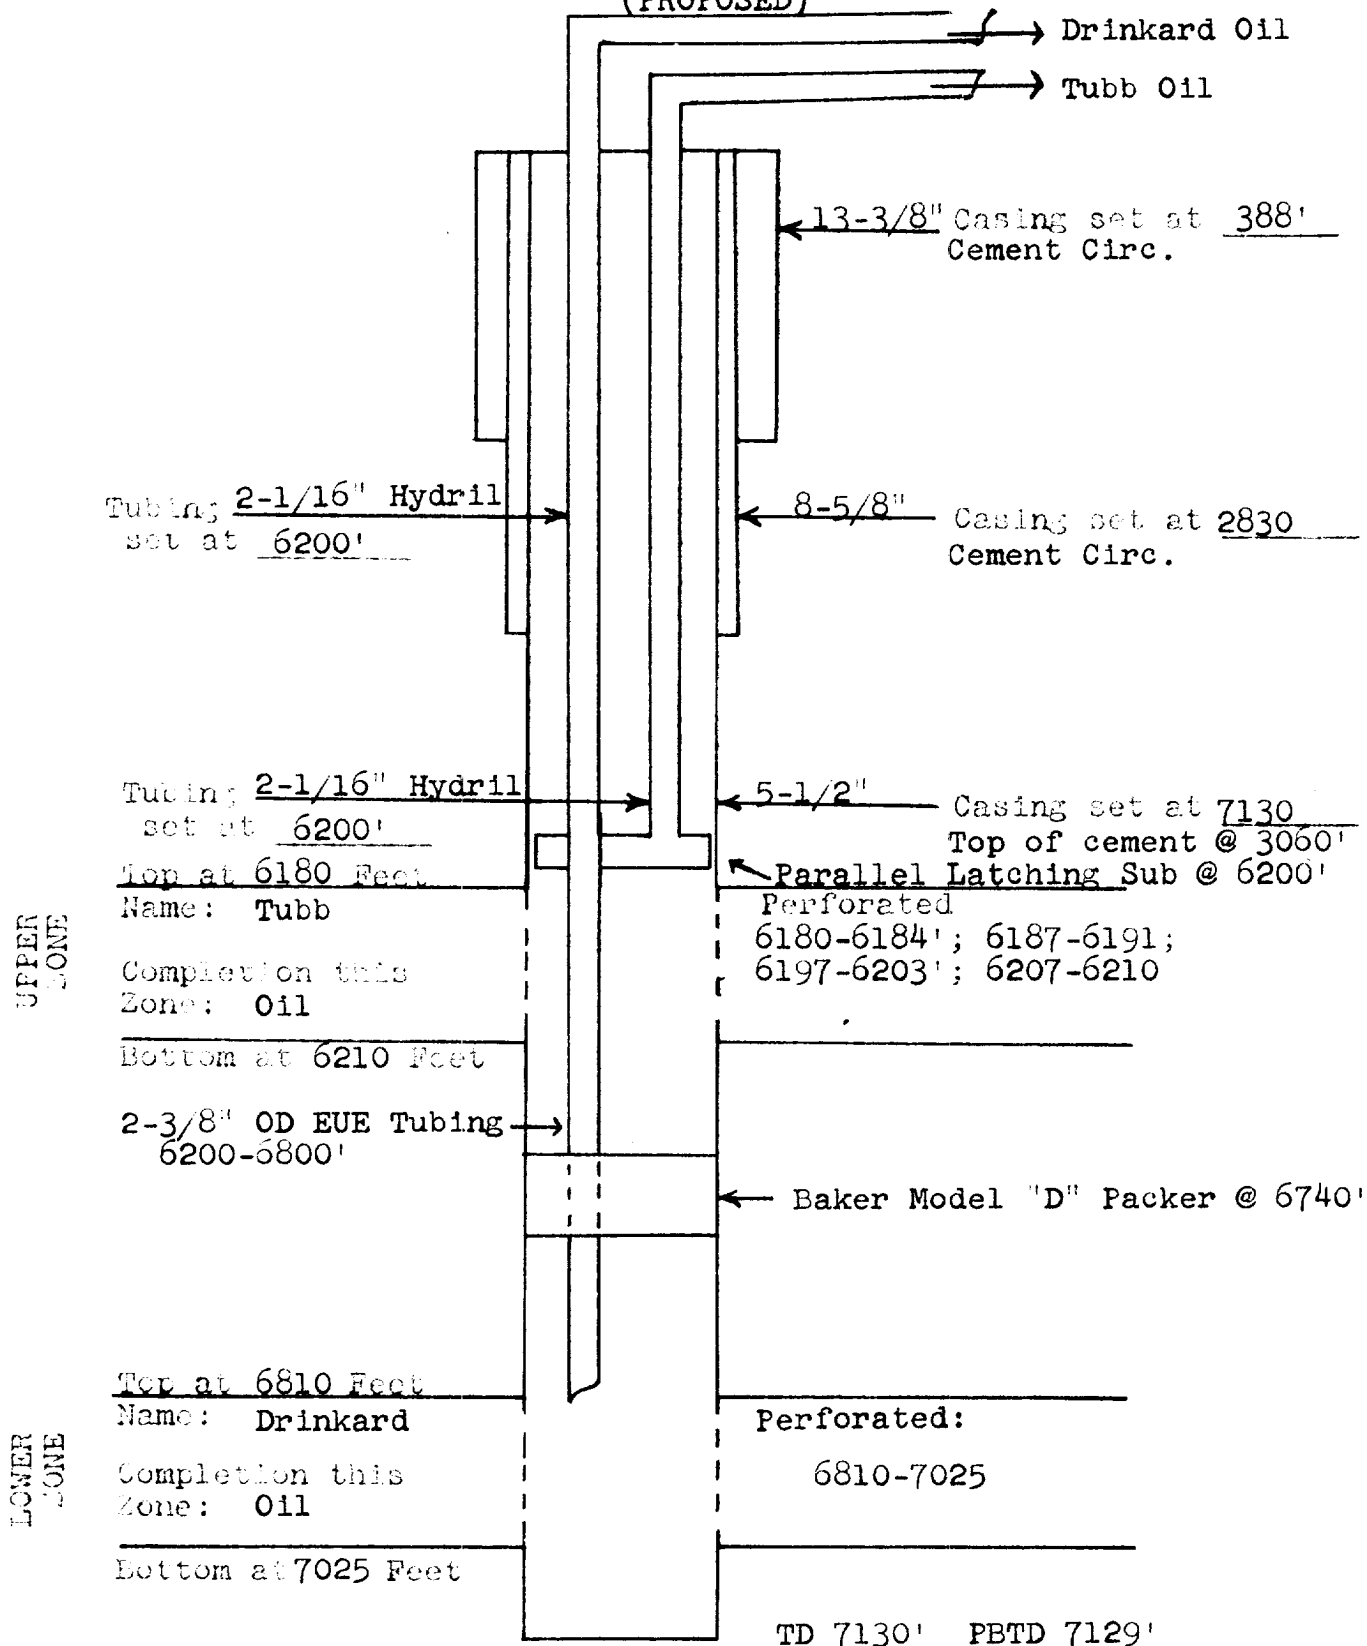 (PROPOSED)
Drinkard Oil
Tubb Oil
13-3/8" Casing set at 388'
Cement Circ.
Tubing 2-1/16" Hydril
set at 6200'
8-5/8" Casing set at 2830
Cement Circ.
Tubing 2-1/16" Hydril
set at 6200'
5-1/2" Casing set at 7130
Top of cement @ 3060'
Parallel Latching Sub @ 6200'
UPPER
ZONE
Top at 6180 Feet
Name: Tubb
Completion this
Zone: Oil
Bottom at 6210 Feet
Perforated
6180-6184'; 6187-6191;
6197-6203'; 6207-6210
2-3/8" OD EUE Tubing
6200-6800'
Baker Model "D" Packer @ 6740'
LOWER
ZONE
Top at 6810 Feet
Name: Drinkard
Completion this
Zone: Oil
Bottom at 7025 Feet
Perforated:
6810-7025
TD 7130' PBTD 7129'